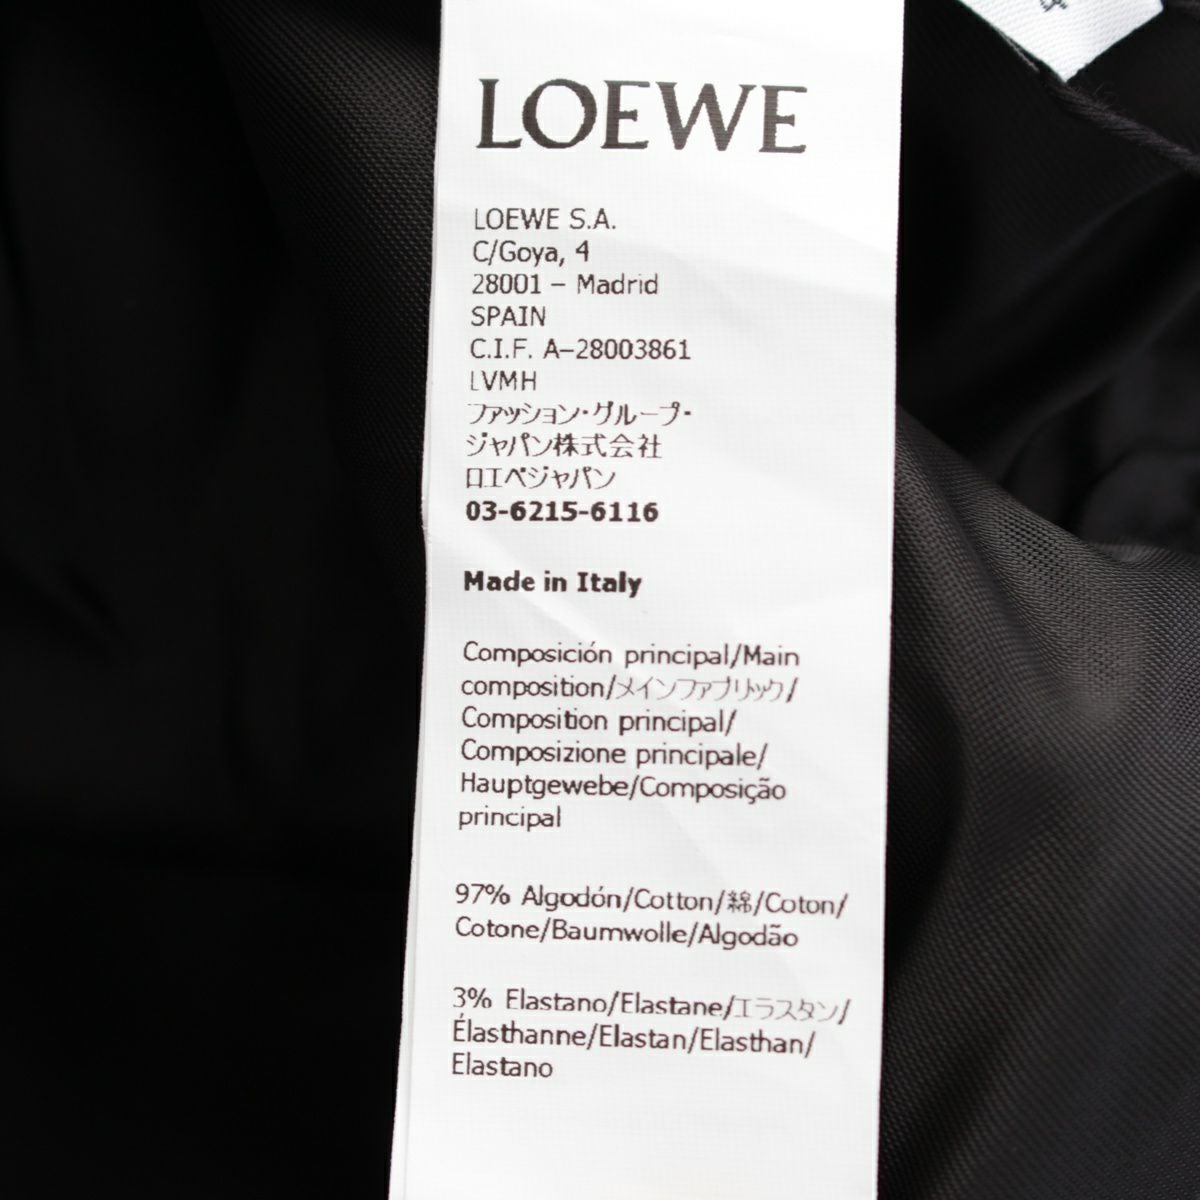 LOEWE
LOEWE S.A.
C/Goya, 4
28001 – Madrid
SPAIN
C.I.F. A–28003861
LVMH
ファッション・グループ・
ジャパン株式会社
ロエベジャパン
03-6215-6116
Made in Italy
Composición principal/Main
composition/メインファブリック/
Composition principal/
Composizione principale/
Hauptgewebe/Composição
principal
97% Algodón/Cotton/綿/Coton/
Cotone/Baumwolle/Algodão
3% Elastano/Elastane/エラスタン/
Élasthanne/Elastan/Elasthan/
Elastano